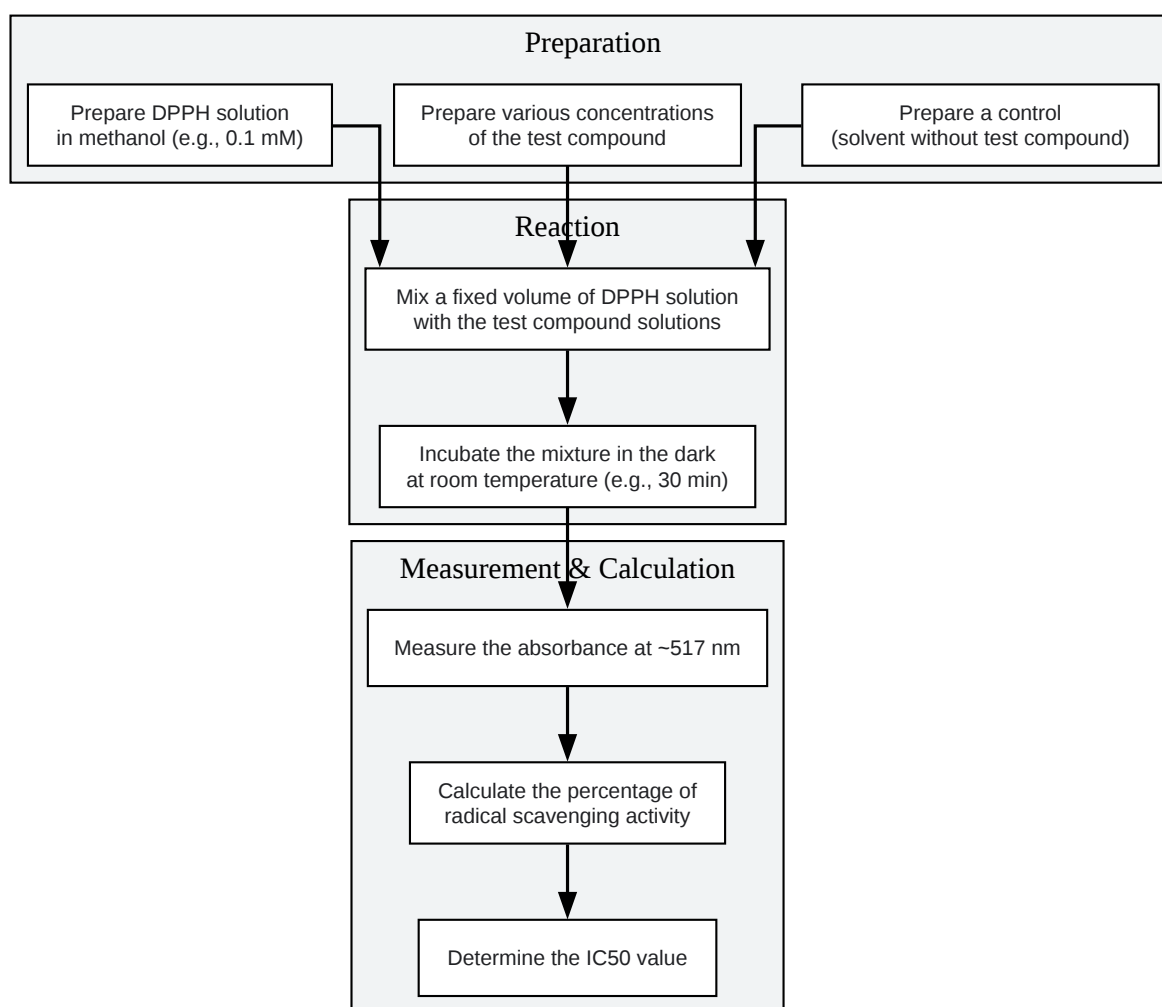 Preparation
Prepare DPPH solution
in methanol (e.g., 0.1 mM)
Prepare various concentrations
of the test compound
Prepare a control
(solvent without test compound)
Reaction
Mix a fixed volume of DPPH solution
with the test compound solutions
Incubate the mixture in the dark
at room temperature (e.g., 30 min)
Measurement & Calculation
Measure the absorbance at ~517 nm
Calculate the percentage of
radical scavenging activity
Determine the IC50 value